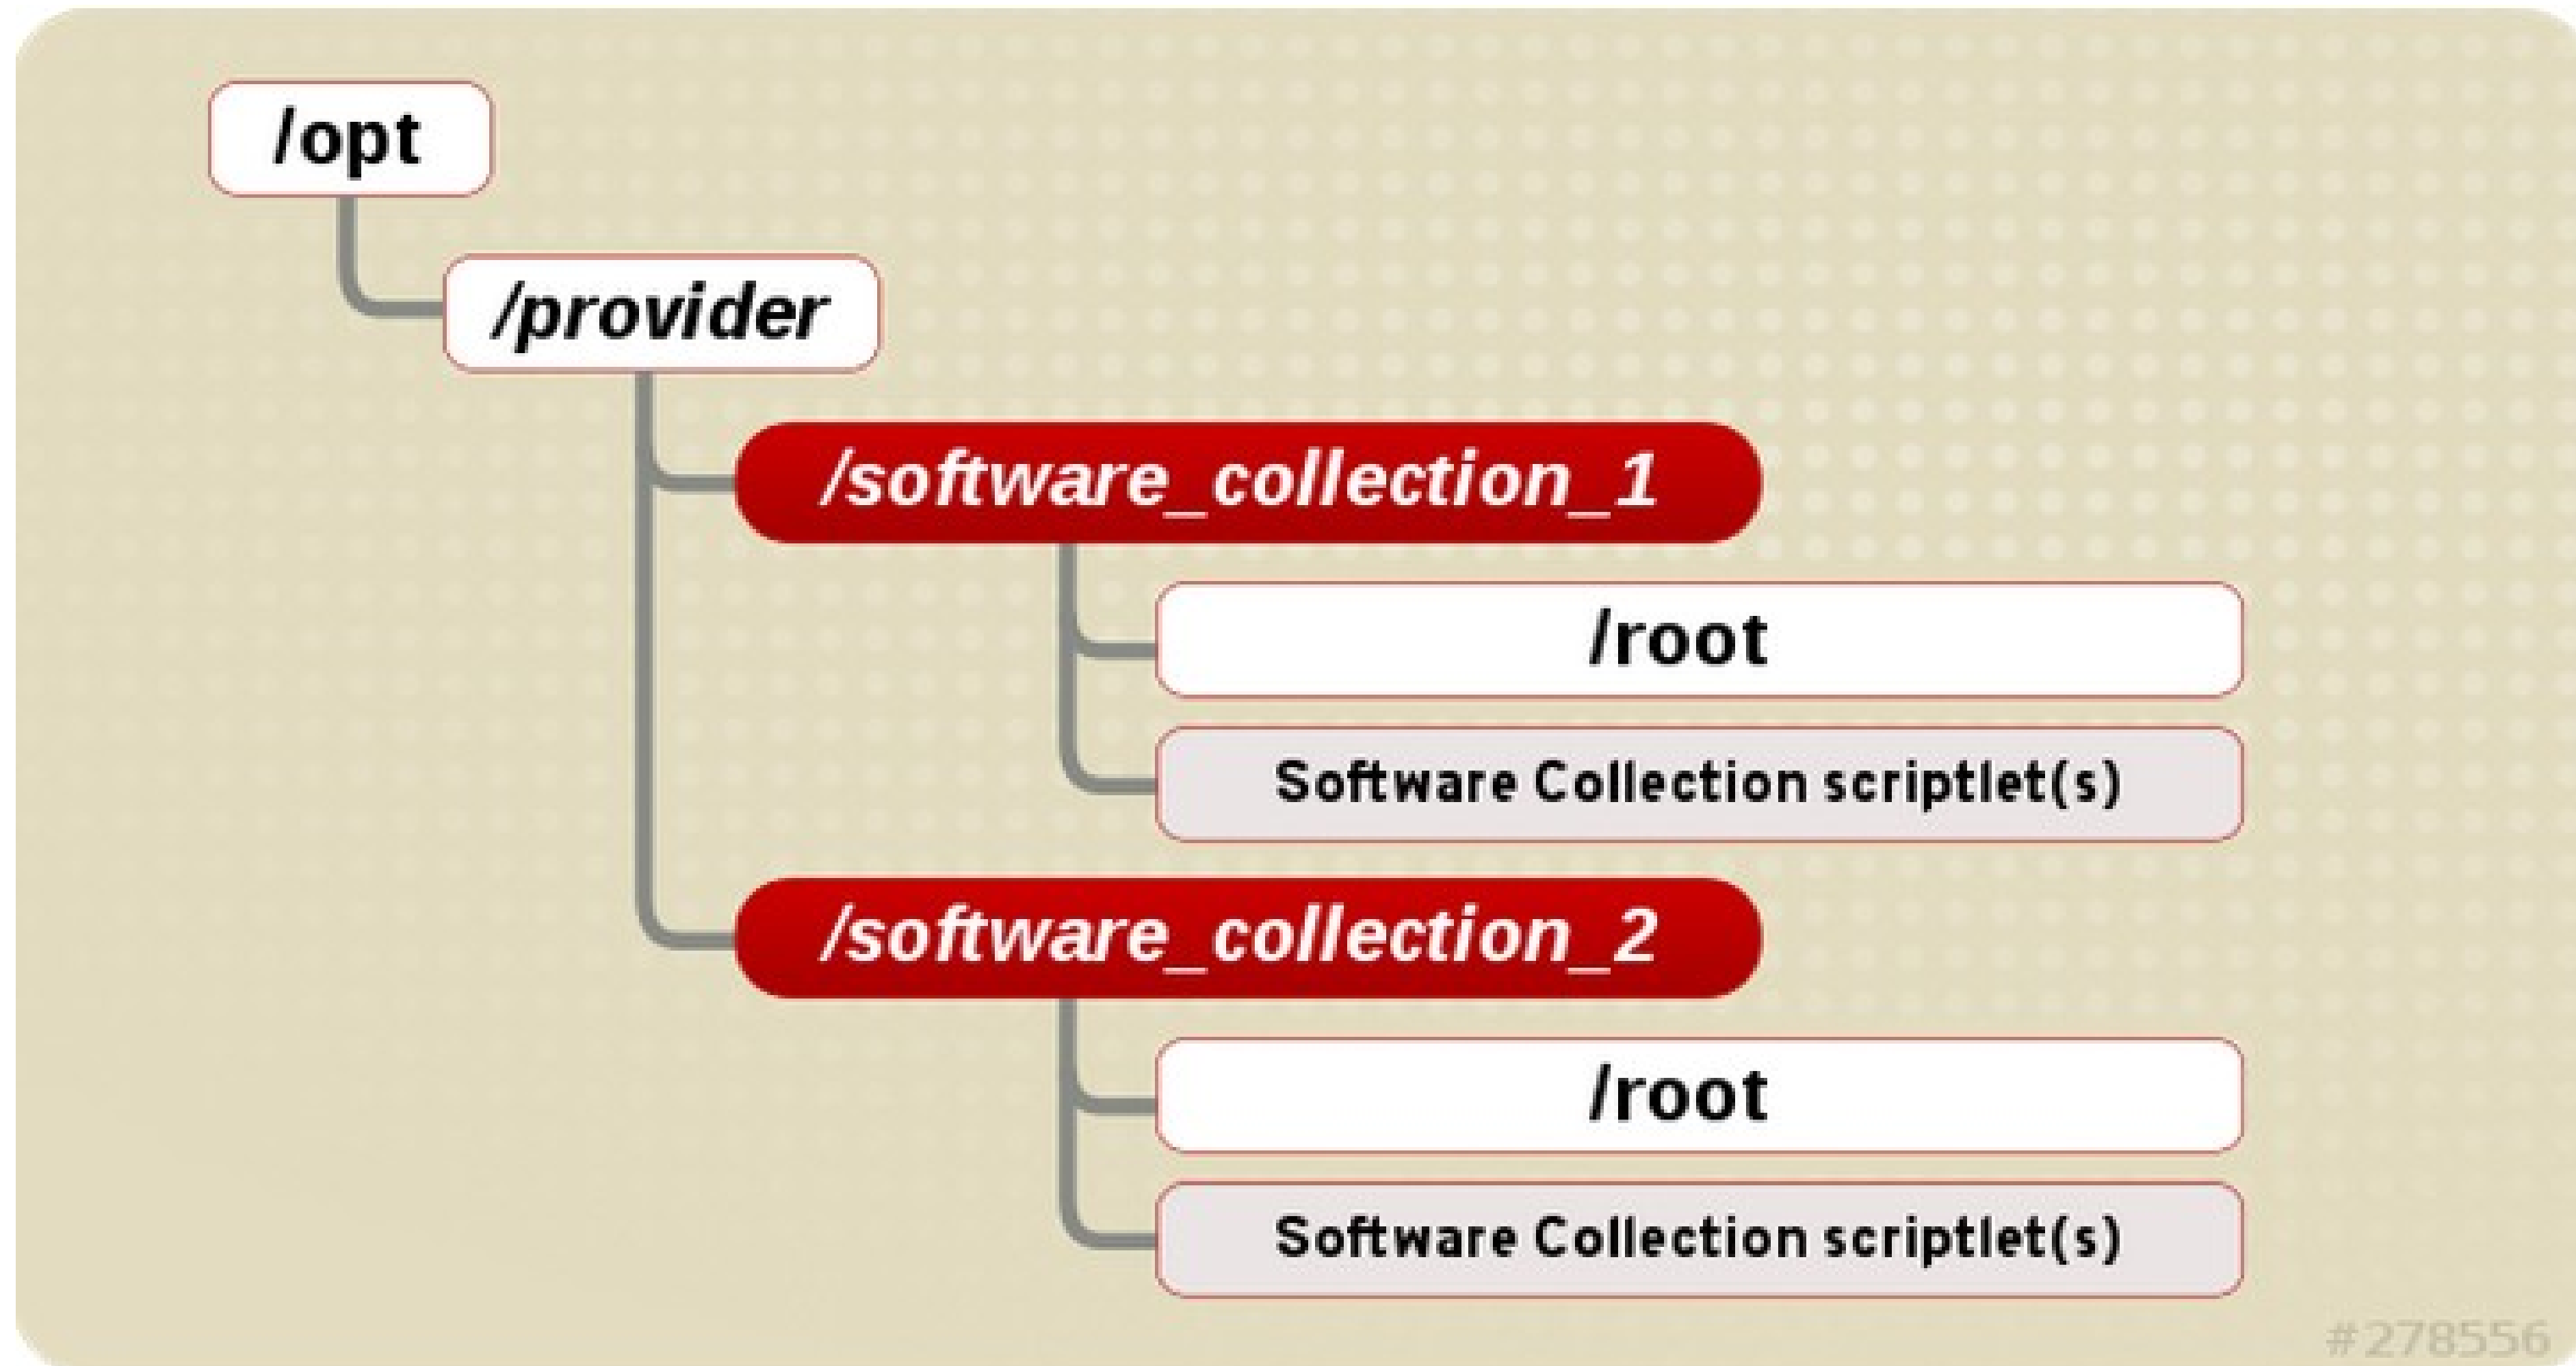 /opt
/provider
/software_collection_1
/root
Software Collection scriptlet(s)
/software_collection_2
/root
Software Collection scriptlet(s)
#278556